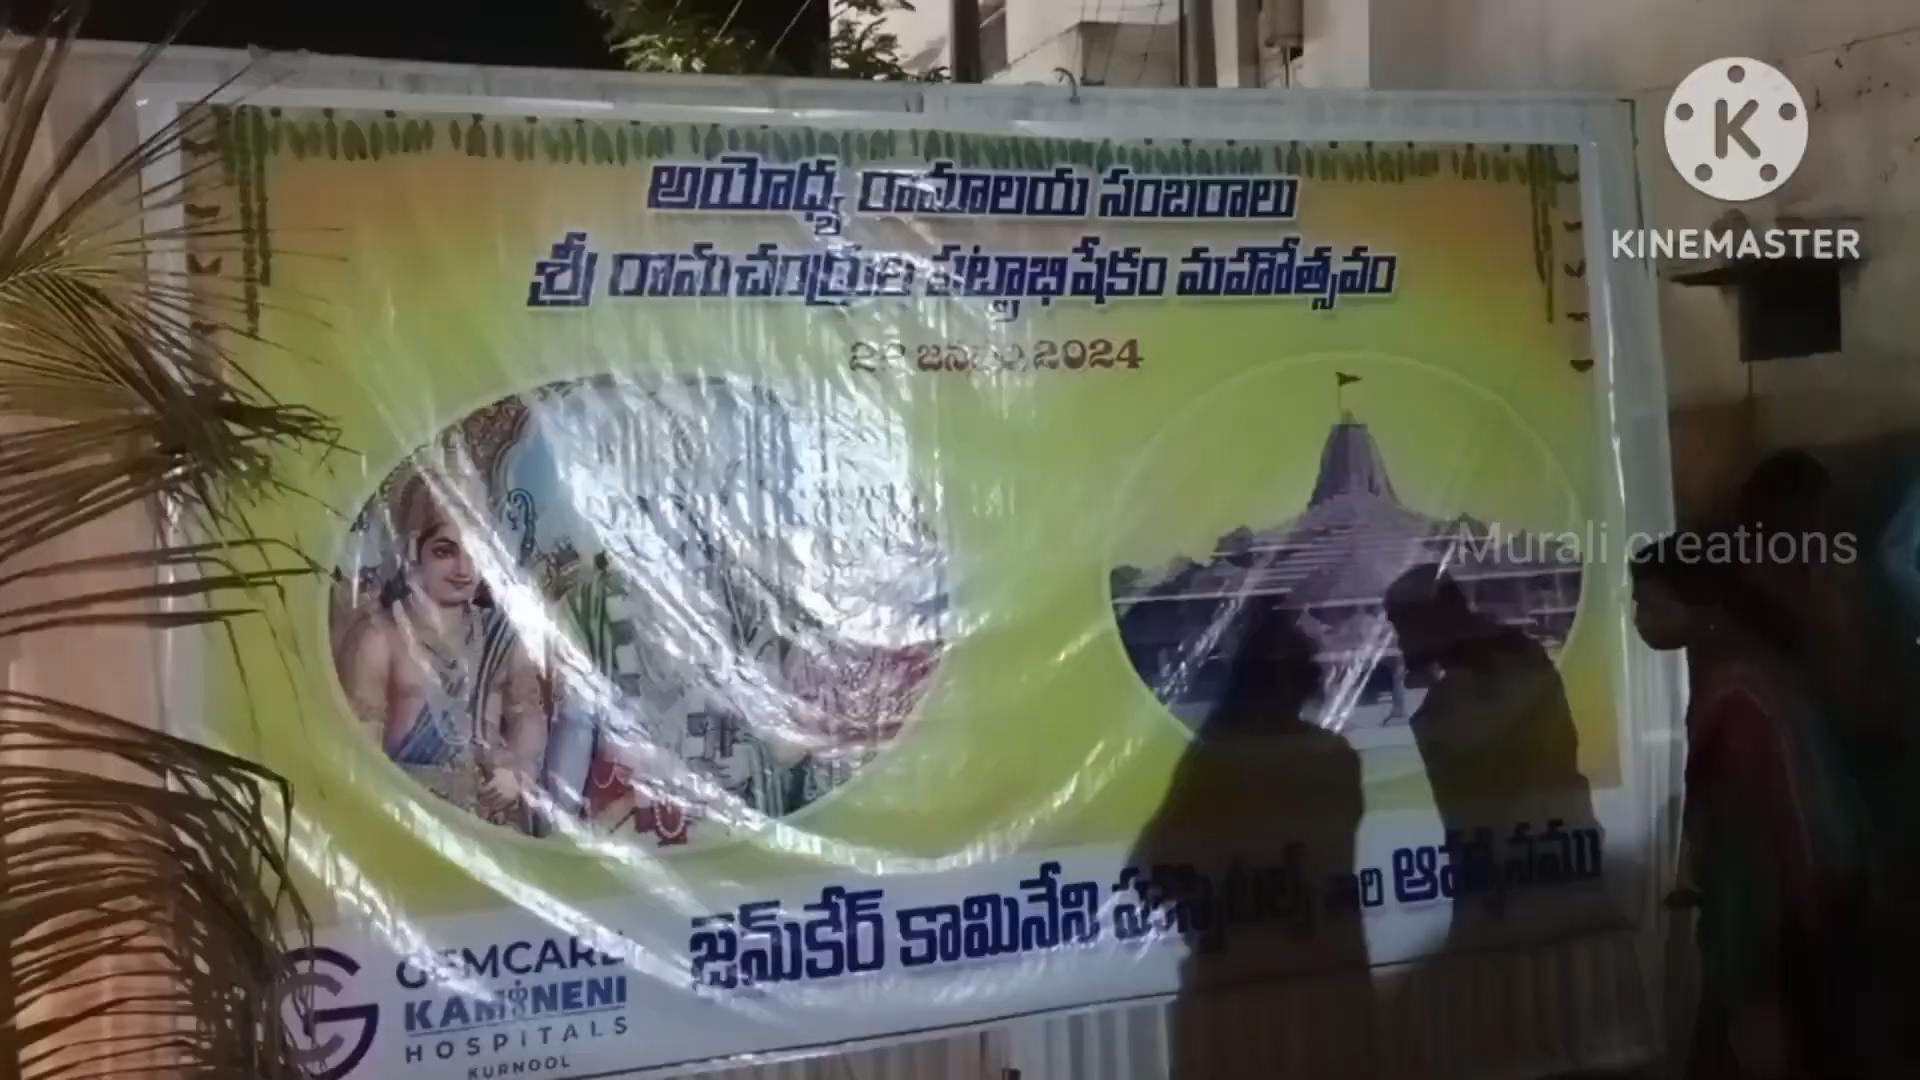 అయోధ్య రామాలయ సంబరాలు
శ్రీ రామచంద్రుల పట్టాభిషేకం మహోత్సవం
22 జనవరి, 2024
జెమ్‌కేర్ కామినేని హాస్పిటల్స్ వారి ఆహ్వానము
GEMCARE
KAMINENI
HOSPITALS
KURNOOL
KINEMASTER
Murali creations